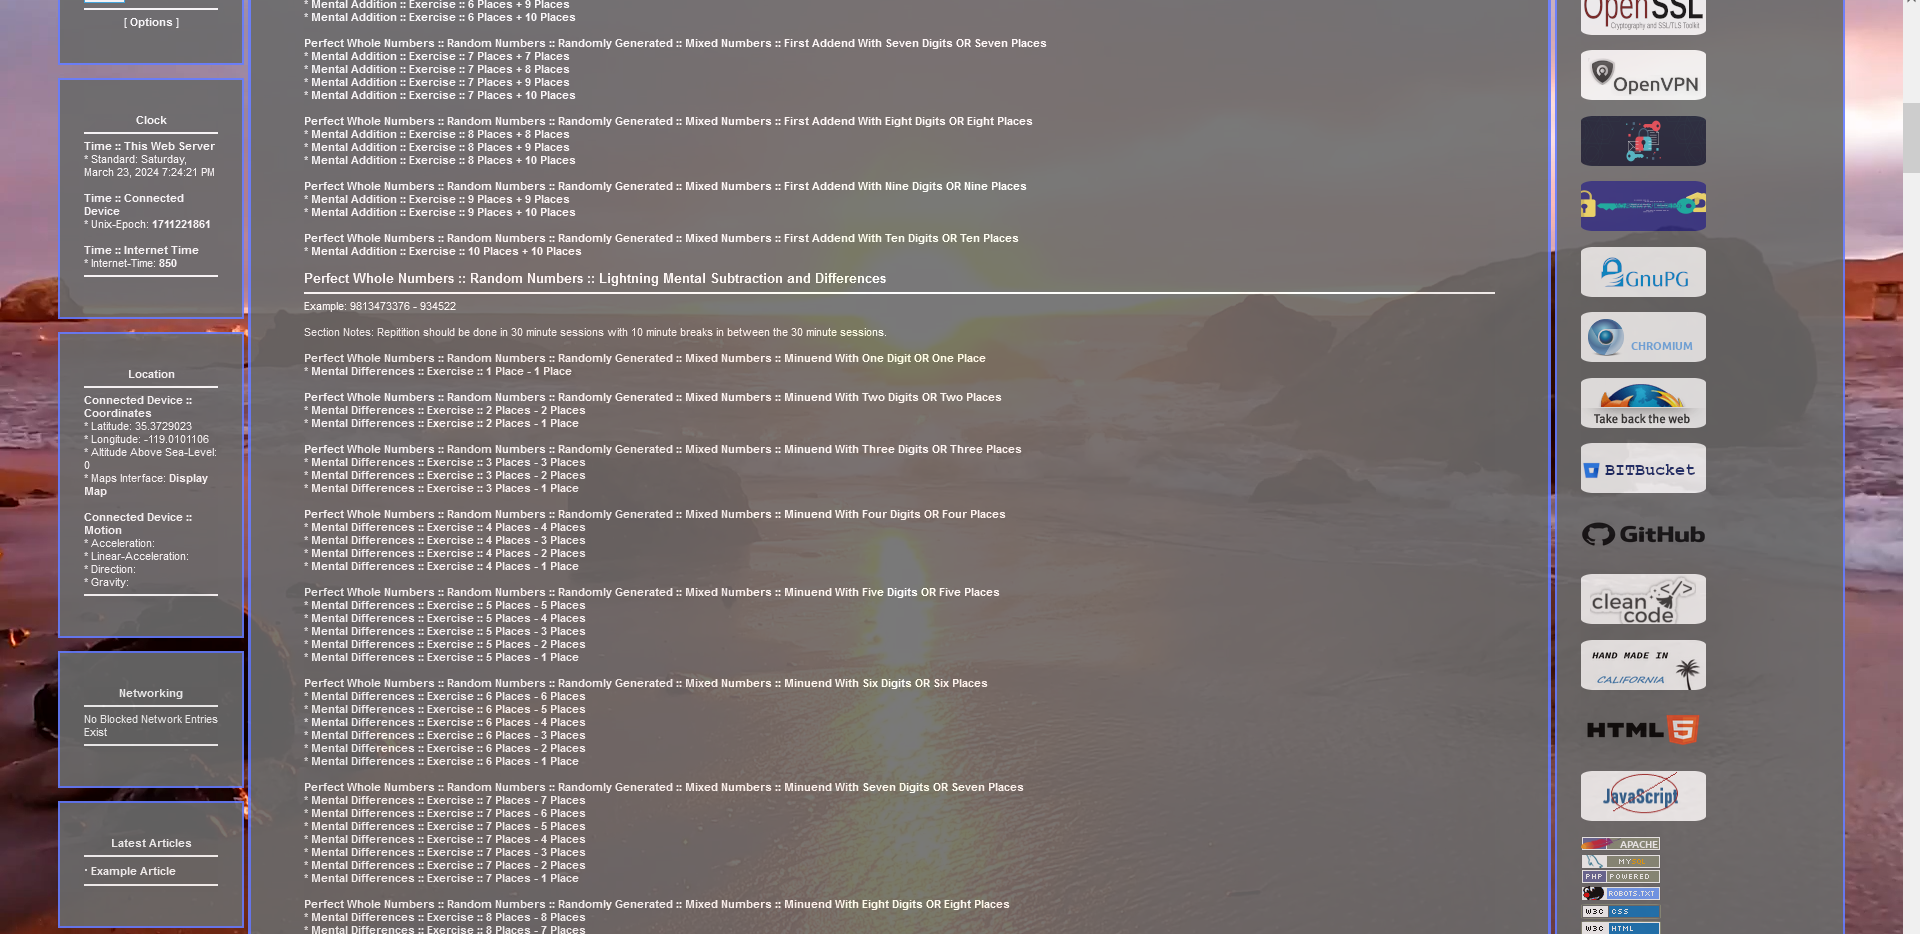 [ Options ]
Clock
Time :: This Web Server
* Standard: Saturday,
March 23, 2024 7:24:21 PM
Time :: Connected
Device
* Unix-Epoch: 1711221861
Time :: Internet Time
* Internet-Time: 850
Location
Connected Device ::
Coordinates
* Latitude: 35.3729023
* Longitude: -119.0101106
* Altitude Above Sea-Level:
0
* Maps Interface: Display
Map
Connected Device ::
Motion
* Acceleration:
* Linear-Acceleration:
* Direction:
* Gravity:
Networking
No Blocked Network Entries
Exist
Latest Articles
· Example Article
* Mental Addition :: Exercise :: 6 Places + 9 Places
* Mental Addition :: Exercise :: 6 Places + 10 Places
Perfect Whole Numbers :: Random Numbers :: Randomly Generated :: Mixed Numbers :: First Addend With Seven Digits OR Seven Places
* Mental Addition :: Exercise :: 7 Places + 7 Places
* Mental Addition :: Exercise :: 7 Places + 8 Places
* Mental Addition :: Exercise :: 7 Places + 9 Places
* Mental Addition :: Exercise :: 7 Places + 10 Places
Perfect Whole Numbers :: Random Numbers :: Randomly Generated :: Mixed Numbers :: First Addend With Eight Digits OR Eight Places
* Mental Addition :: Exercise :: 8 Places + 8 Places
* Mental Addition :: Exercise :: 8 Places + 9 Places
* Mental Addition :: Exercise :: 8 Places + 10 Places
Perfect Whole Numbers :: Random Numbers :: Randomly Generated :: Mixed Numbers :: First Addend With Nine Digits OR Nine Places
* Mental Addition :: Exercise :: 9 Places + 9 Places
* Mental Addition :: Exercise :: 9 Places + 10 Places
Perfect Whole Numbers :: Random Numbers :: Randomly Generated :: Mixed Numbers :: First Addend With Ten Digits OR Ten Places
* Mental Addition :: Exercise :: 10 Places + 10 Places
Perfect Whole Numbers :: Random Numbers :: Lightning Mental Subtraction and Differences
Example: 9813473376 - 934522
Section Notes: Repitition should be done in 30 minute sessions with 10 minute breaks in between the 30 minute sessions.
Perfect Whole Numbers :: Random Numbers :: Randomly Generated :: Mixed Numbers :: Minuend With One Digit OR One Place
* Mental Differences :: Exercise :: 1 Place - 1 Place
Perfect Whole Numbers :: Random Numbers :: Randomly Generated :: Mixed Numbers :: Minuend With Two Digits OR Two Places
* Mental Differences :: Exercise :: 2 Places - 2 Places
* Mental Differences :: Exercise :: 2 Places - 1 Place
Perfect Whole Numbers :: Random Numbers :: Randomly Generated :: Mixed Numbers :: Minuend With Three Digits OR Three Places
* Mental Differences :: Exercise :: 3 Places - 3 Places
* Mental Differences :: Exercise :: 3 Places - 2 Places
* Mental Differences :: Exercise :: 3 Places - 1 Place
Perfect Whole Numbers :: Random Numbers :: Randomly Generated :: Mixed Numbers :: Minuend With Four Digits OR Four Places
* Mental Differences :: Exercise :: 4 Places - 4 Places
* Mental Differences :: Exercise :: 4 Places - 3 Places
* Mental Differences :: Exercise :: 4 Places - 2 Places
* Mental Differences :: Exercise :: 4 Places - 1 Place
Perfect Whole Numbers :: Random Numbers :: Randomly Generated :: Mixed Numbers :: Minuend With Five Digits OR Five Places
* Mental Differences :: Exercise :: 5 Places - 5 Places
* Mental Differences :: Exercise :: 5 Places - 4 Places
* Mental Differences :: Exercise :: 5 Places - 3 Places
* Mental Differences :: Exercise :: 5 Places - 2 Places
* Mental Differences :: Exercise :: 5 Places - 1 Place
Perfect Whole Numbers :: Random Numbers :: Randomly Generated :: Mixed Numbers :: Minuend With Six Digits OR Six Places
* Mental Differences :: Exercise :: 6 Places - 6 Places
* Mental Differences :: Exercise :: 6 Places - 5 Places
* Mental Differences :: Exercise :: 6 Places - 4 Places
* Mental Differences :: Exercise :: 6 Places - 3 Places
* Mental Differences :: Exercise :: 6 Places - 2 Places
* Mental Differences :: Exercise :: 6 Places - 1 Place
Perfect Whole Numbers :: Random Numbers :: Randomly Generated :: Mixed Numbers :: Minuend With Seven Digits OR Seven Places
* Mental Differences :: Exercise :: 7 Places - 7 Places
* Mental Differences :: Exercise :: 7 Places - 6 Places
* Mental Differences :: Exercise :: 7 Places - 5 Places
* Mental Differences :: Exercise :: 7 Places - 4 Places
* Mental Differences :: Exercise :: 7 Places - 3 Places
* Mental Differences :: Exercise :: 7 Places - 2 Places
* Mental Differences :: Exercise :: 7 Places - 1 Place
Perfect Whole Numbers :: Random Numbers :: Randomly Generated :: Mixed Numbers :: Minuend With Eight Digits OR Eight Places
* Mental Differences :: Exercise :: 8 Places - 8 Places
* Mental Differences :: Exercise :: 8 Places - 7 Places
OpenSSL
Cryptography and SSL/TLS Toolkit
OpenVPN
GnuPG
CHROMIUM
Take back the web
BITBucket
GitHub
</>
clean
code
HAND MADE IN
CALIFORNIA
HTML 5
JavaScript
APACHE
MYSQL
PHP POWERED
ROBOTS.TXT
W3C CSS
W3C HTML